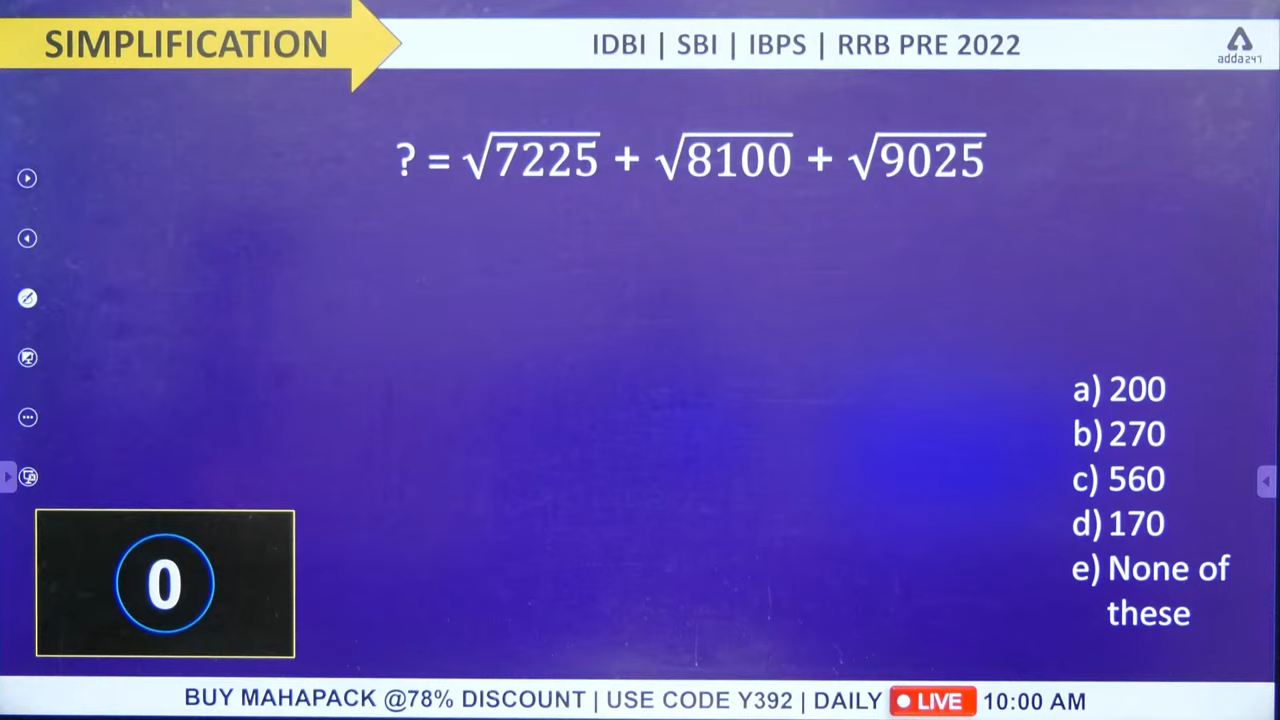 SIMPLIFICATION
IDBI | SBI | IBPS | RRB PRE 2022
adda247
? = √7225 + √8100 + √9025
a) 200
b) 270
c) 560
d) 170
e) None of
these
0
BUY MAHAPACK @78% DISCOUNT | USE CODE Y392 | DAILY LIVE 10:00 AM